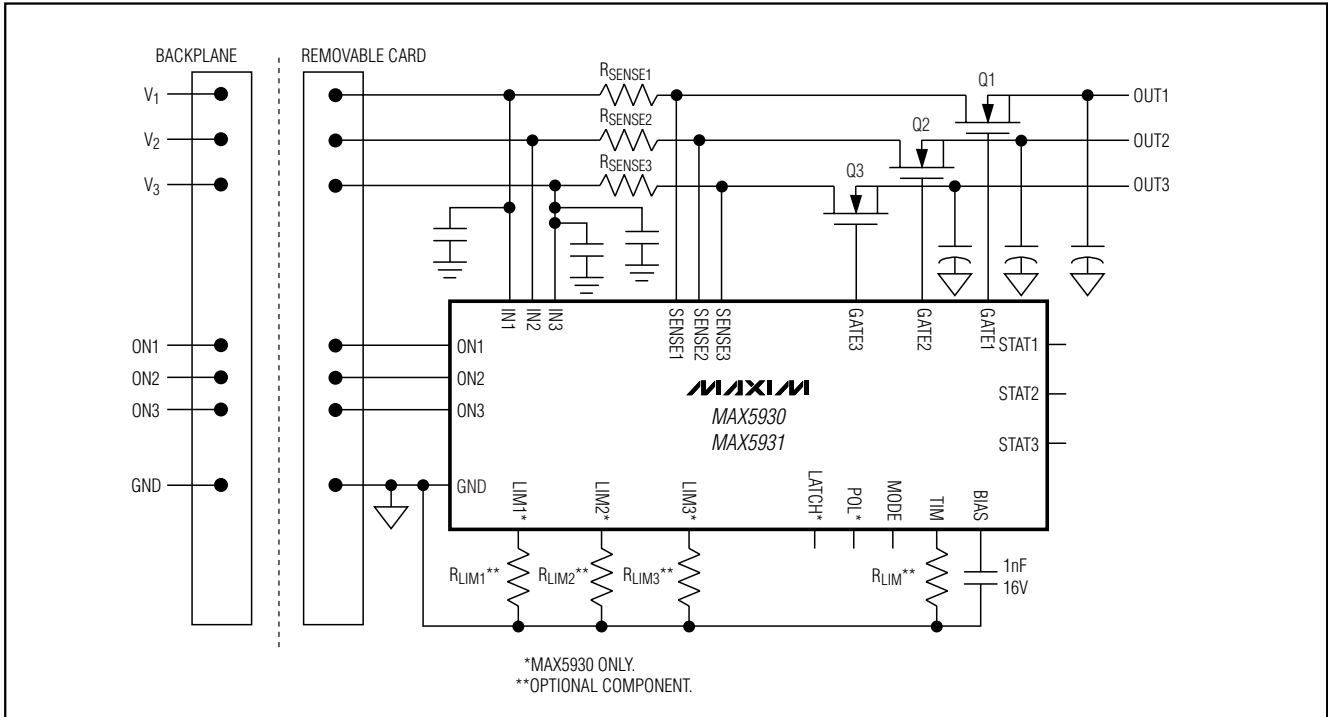 BACKPLANE
REMOVABLE CARD
V1
V2
V3
RSENSE1
RSENSE2
RSENSE3
Q1
Q2
Q3
OUT1
OUT2
OUT3
IN1
IN2
IN3
SENSE1
SENSE2
SENSE3
GATE3
GATE2
GATE1
ON1
ON2
ON3
GND
ON1
ON2
ON3
GND
STAT1
STAT2
STAT3
MAXIM
MAX5930
MAX5931
LIM1*
LIM2*
LIM3*
LATCH*
POL*
MODE
TIM
BIAS
RLIM1**
RLIM2**
RLIM3**
RLIM**
1nF
16V
*MAX5930 ONLY.
**OPTIONAL COMPONENT.